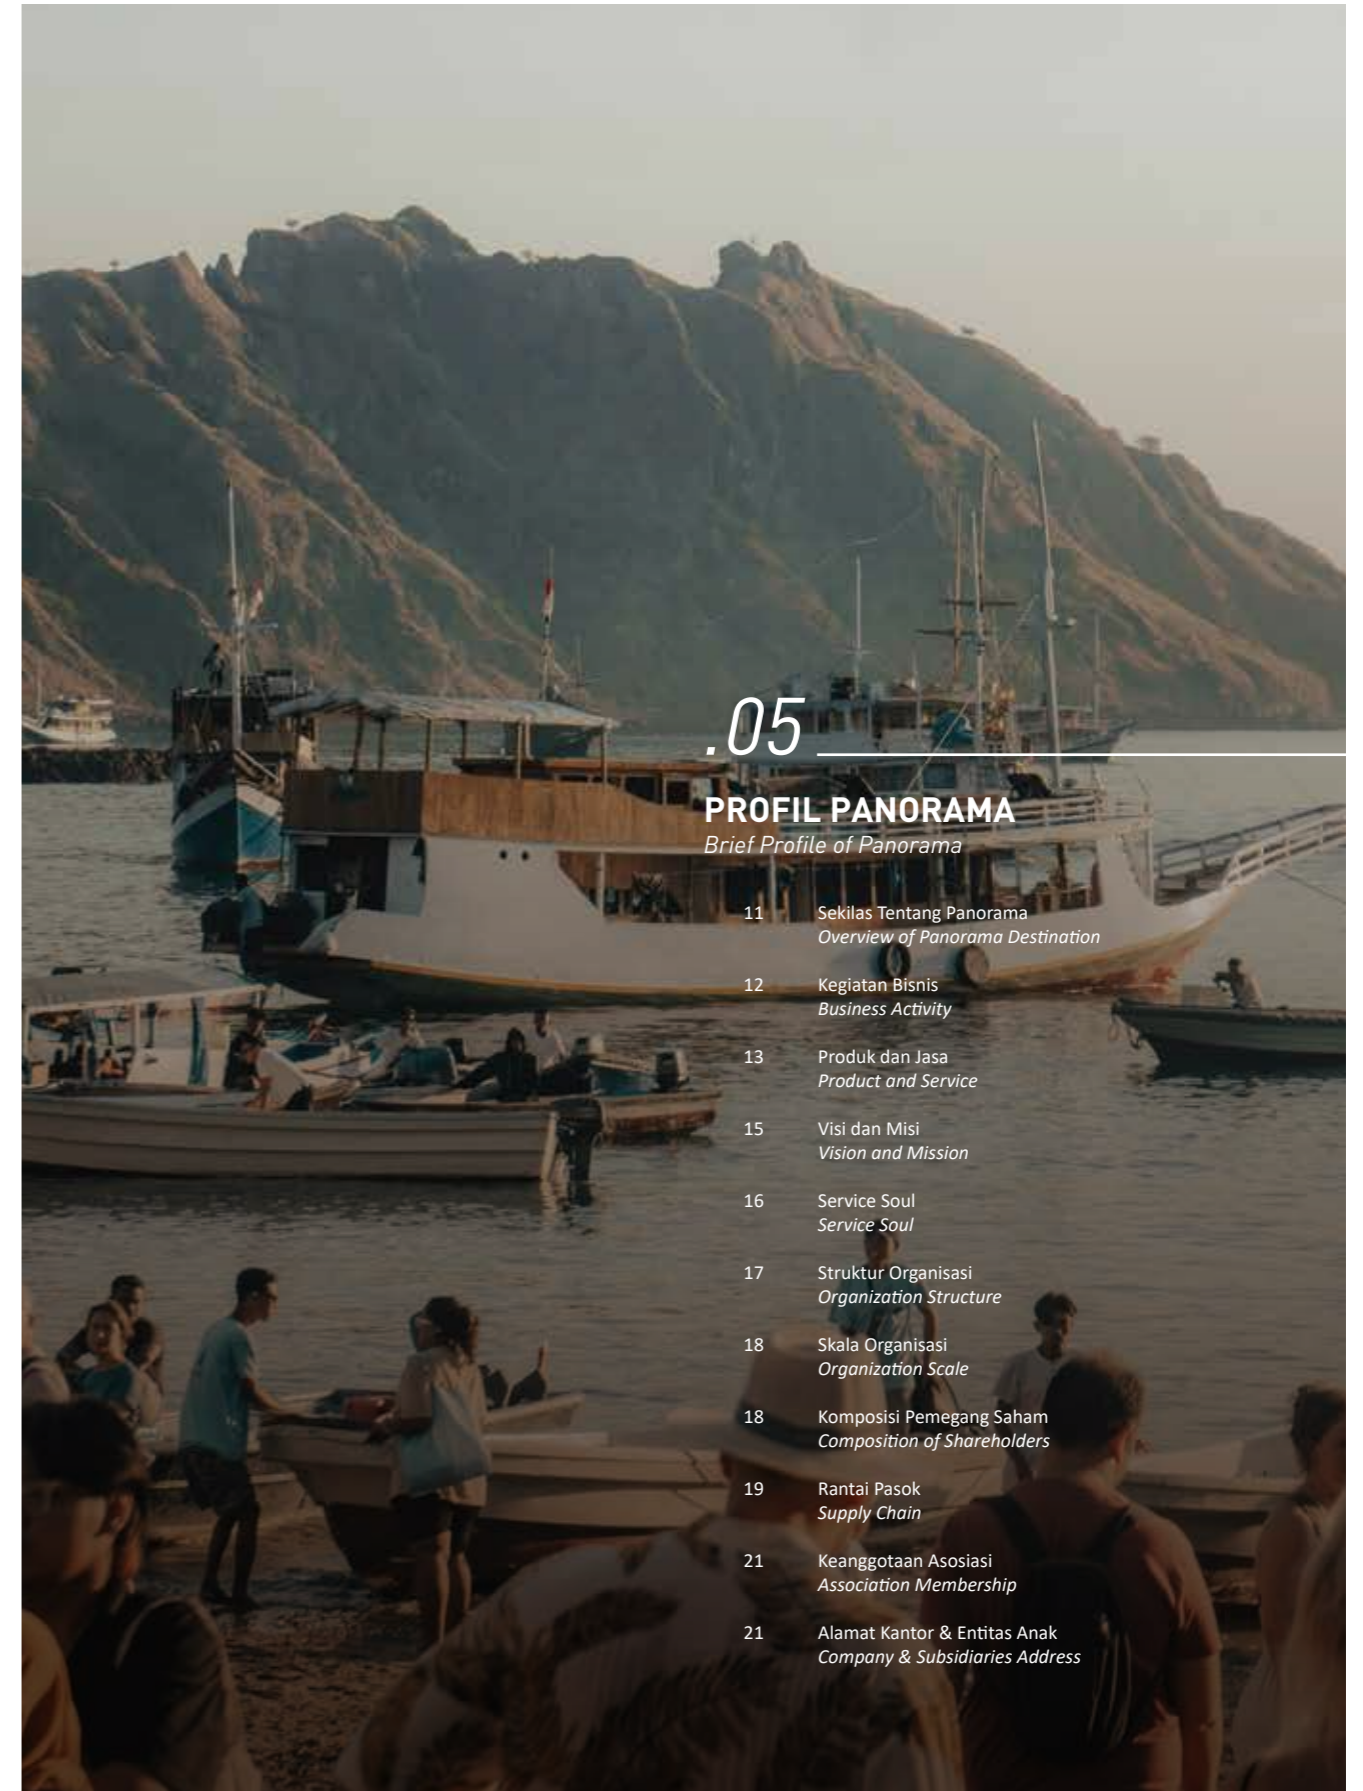 .05
PROFIL PANORAMA
Brief Profile of Panorama
11 Sekilas Tentang Panorama
Overview of Panorama Destination
12 Kegiatan Bisnis
Business Activity
13 Produk dan Jasa
Product and Service
15 Visi dan Misi
Vision and Mission
16 Service Soul
Service Soul
17 Struktur Organisasi
Organization Structure
18 Skala Organisasi
Organization Scale
18 Komposisi Pemegang Saham
Composition of Shareholders
19 Rantai Pasok
Supply Chain
21 Keanggotaan Asosiasi
Association Membership
21 Alamat Kantor & Entitas Anak
Company & Subsidiaries Address